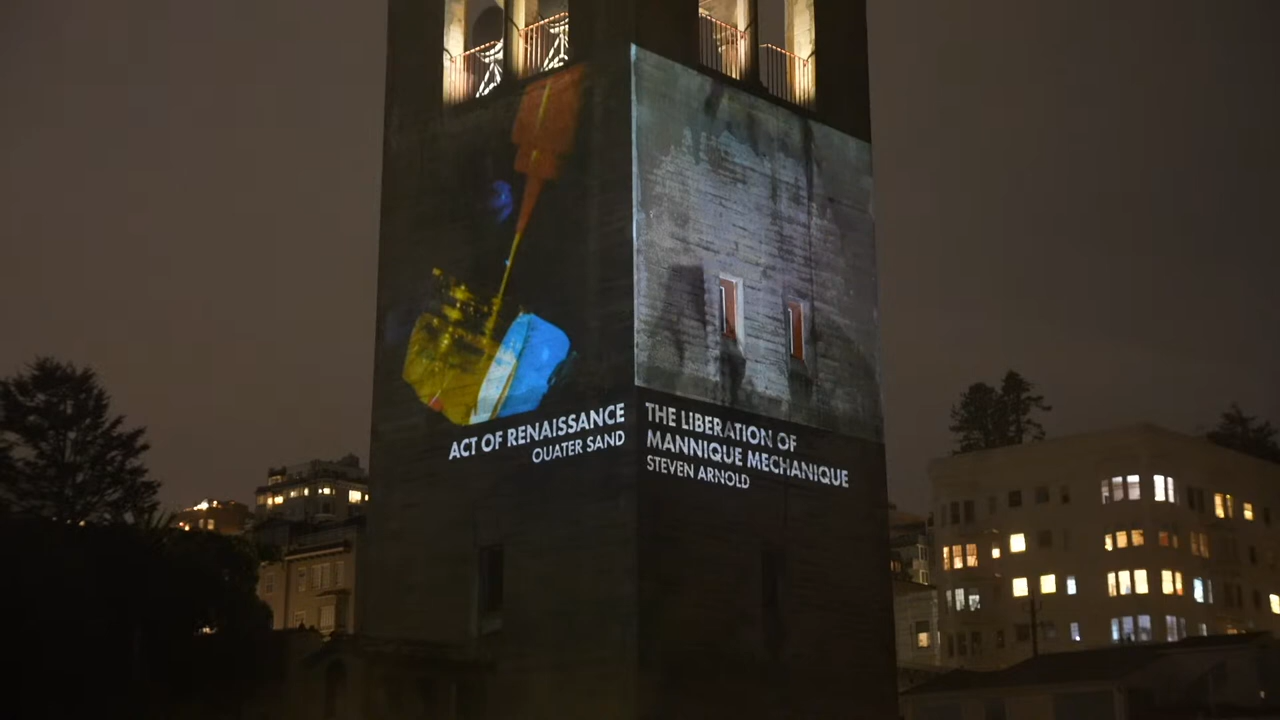 ACT OF RENAISSANCE
OUATER SAND
THE LIBERATION OF
MANNIQUE MECHANIQUE
STEVEN ARNOLD